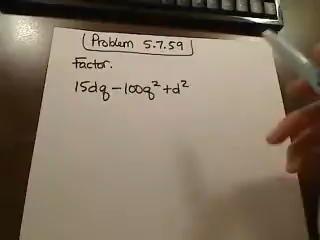 Problem 5.7.59
Factor.
15dq - 100q² + d²